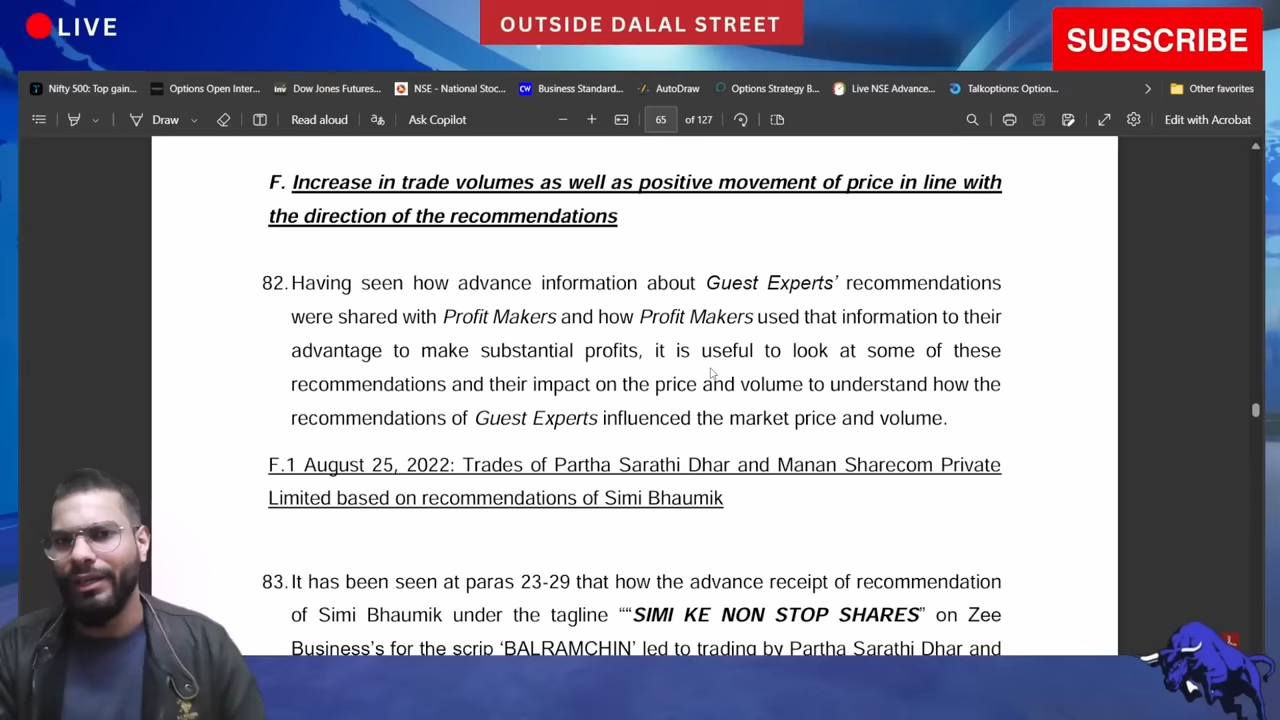 LIVE
OUTSIDE DALAL STREET
SUBSCRIBE
Nifty 500: Top gain...
Options Open Inter...
Dow Jones Futures...
NSE - National Stoc...
CW Business Standard...
AutoDraw
Options Strategy B...
Live NSE Advance...
Talkoptions: Option...
Other favorites
Draw
Read aloud
Ask Copilot
65 of 127
Edit with Acrobat
F. Increase in trade volumes as well as positive movement of price in line with
the direction of the recommendations
82. Having seen how advance information about Guest Experts' recommendations
were shared with Profit Makers and how Profit Makers used that information to their
advantage to make substantial profits, it is useful to look at some of these
recommendations and their impact on the price and volume to understand how the
recommendations of Guest Experts influenced the market price and volume.
F.1 August 25, 2022: Trades of Partha Sarathi Dhar and Manan Sharecom Private
Limited based on recommendations of Simi Bhaumik
83. It has been seen at paras 23-29 that how the advance receipt of recommendation
of Simi Bhaumik under the tagline ““SIMI KE NON STOP SHARES” on Zee
Business's for the scrip ‘BALRAMCHIN’ led to trading by Partha Sarathi Dhar and